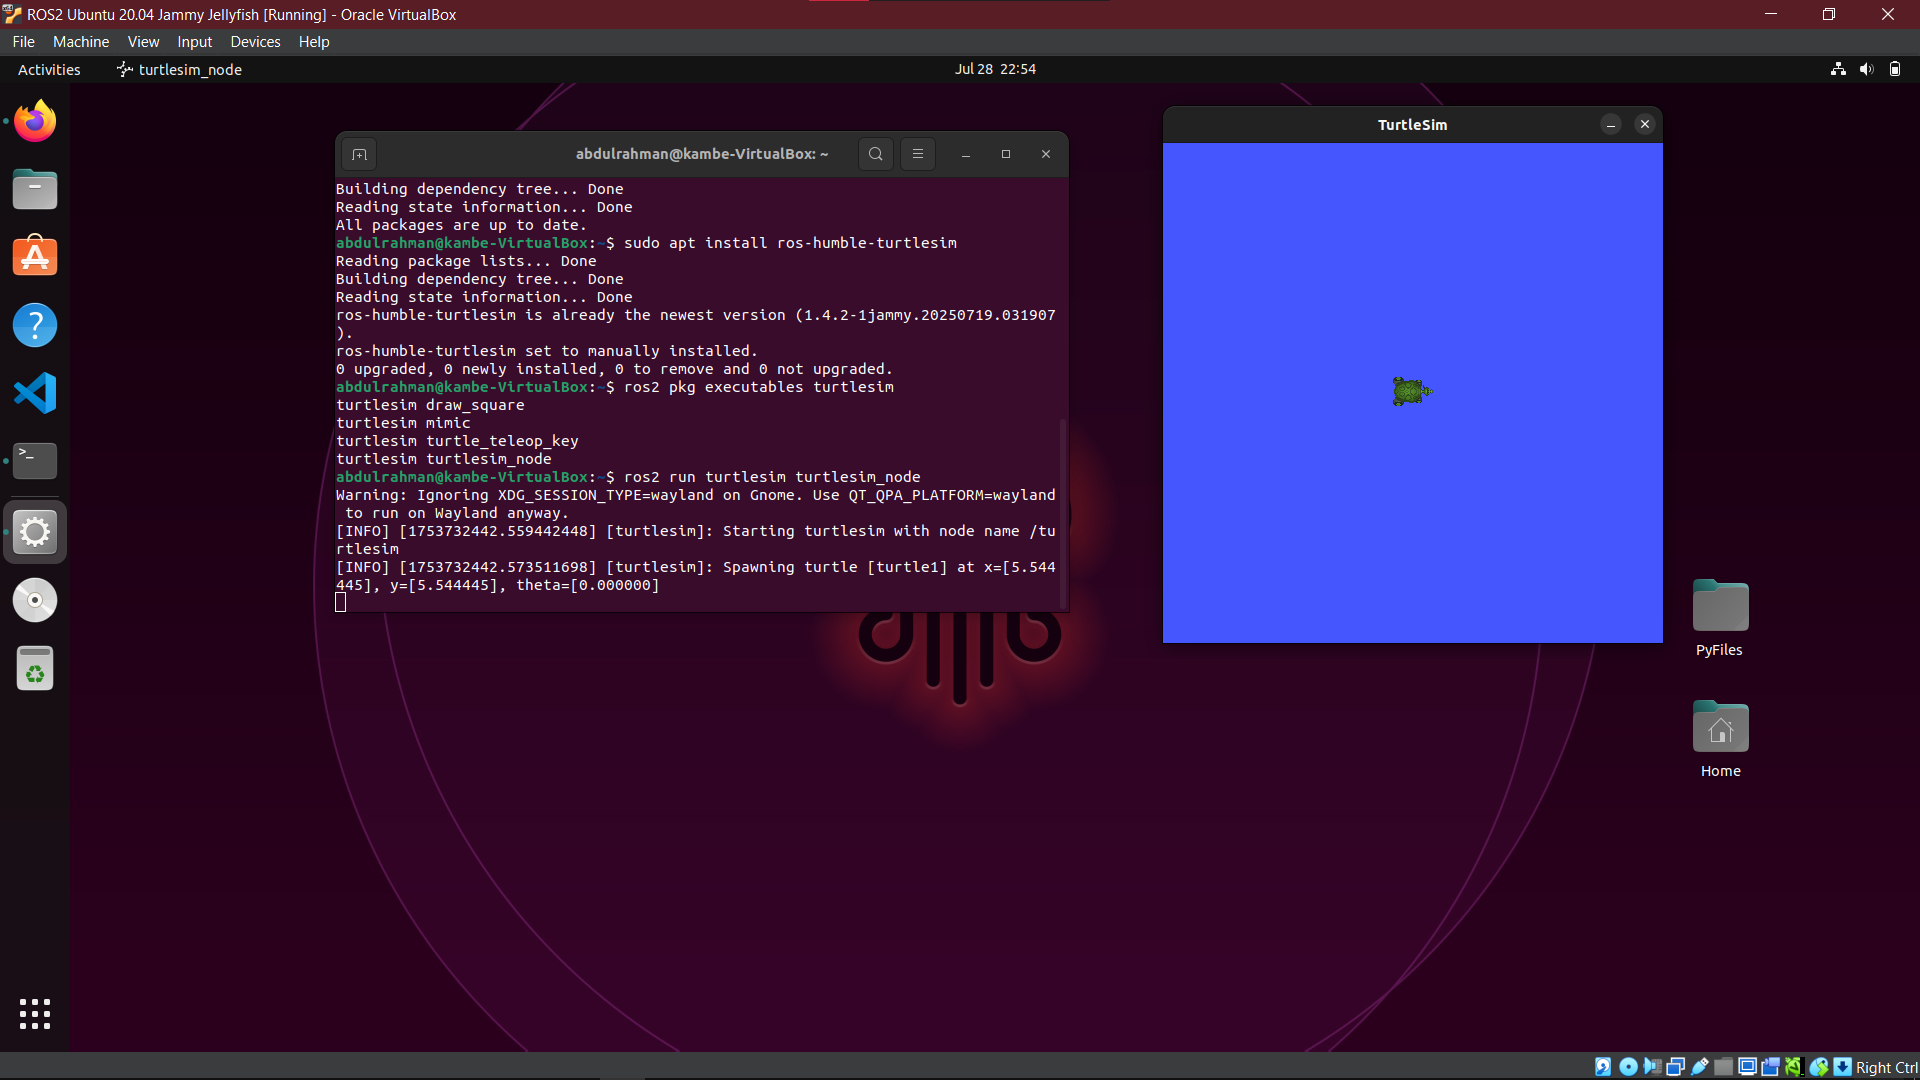 ROS2 Ubuntu 20.04 Jammy Jellyfish [Running] - Oracle VirtualBox
File Machine View Input Devices Help
Activities turtlesim_node Jul 28 22:54
abdulrahman@kambe-VirtualBox: ~
Building dependency tree... Done
Reading state information... Done
All packages are up to date.
abdulrahman@kambe-VirtualBox:~$ sudo apt install ros-humble-turtlesim
Reading package lists... Done
Building dependency tree... Done
Reading state information... Done
ros-humble-turtlesim is already the newest version (1.4.2-1jammy.20250719.031907
).
ros-humble-turtlesim set to manually installed.
0 upgraded, 0 newly installed, 0 to remove and 0 not upgraded.
abdulrahman@kambe-VirtualBox:~$ ros2 pkg executables turtlesim
turtlesim draw_square
turtlesim mimic
turtlesim turtle_teleop_key
turtlesim turtlesim_node
abdulrahman@kambe-VirtualBox:~$ ros2 run turtlesim turtlesim_node
Warning: Ignoring XDG_SESSION_TYPE=wayland on Gnome. Use QT_QPA_PLATFORM=wayland
 to run on Wayland anyway.
[INFO] [1753732442.559442448] [turtlesim]: Starting turtlesim with node name /tu
rtlesim
[INFO] [1753732442.573511698] [turtlesim]: Spawning turtle [turtle1] at x=[5.544
445], y=[5.544445], theta=[0.000000]
TurtleSim
PyFiles
Home
Right Ctrl